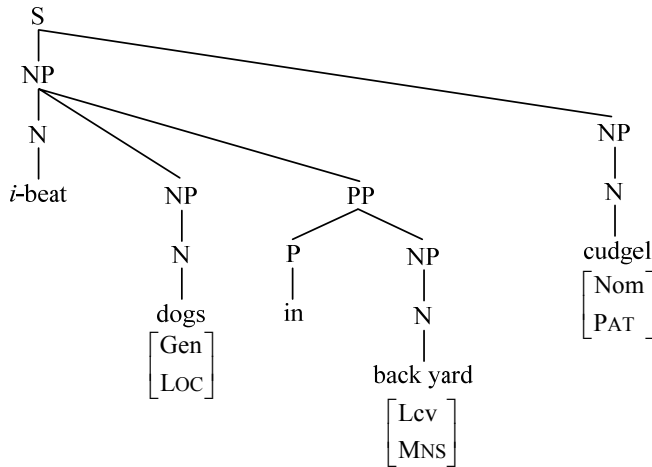 S
NP
N
NP
i-beat
NP
PP
N
N
P
NP
cudgel
dogs
in
N
[Nom
PAT]
[Gen
LOC]
back yard
[Lcv
MNS]